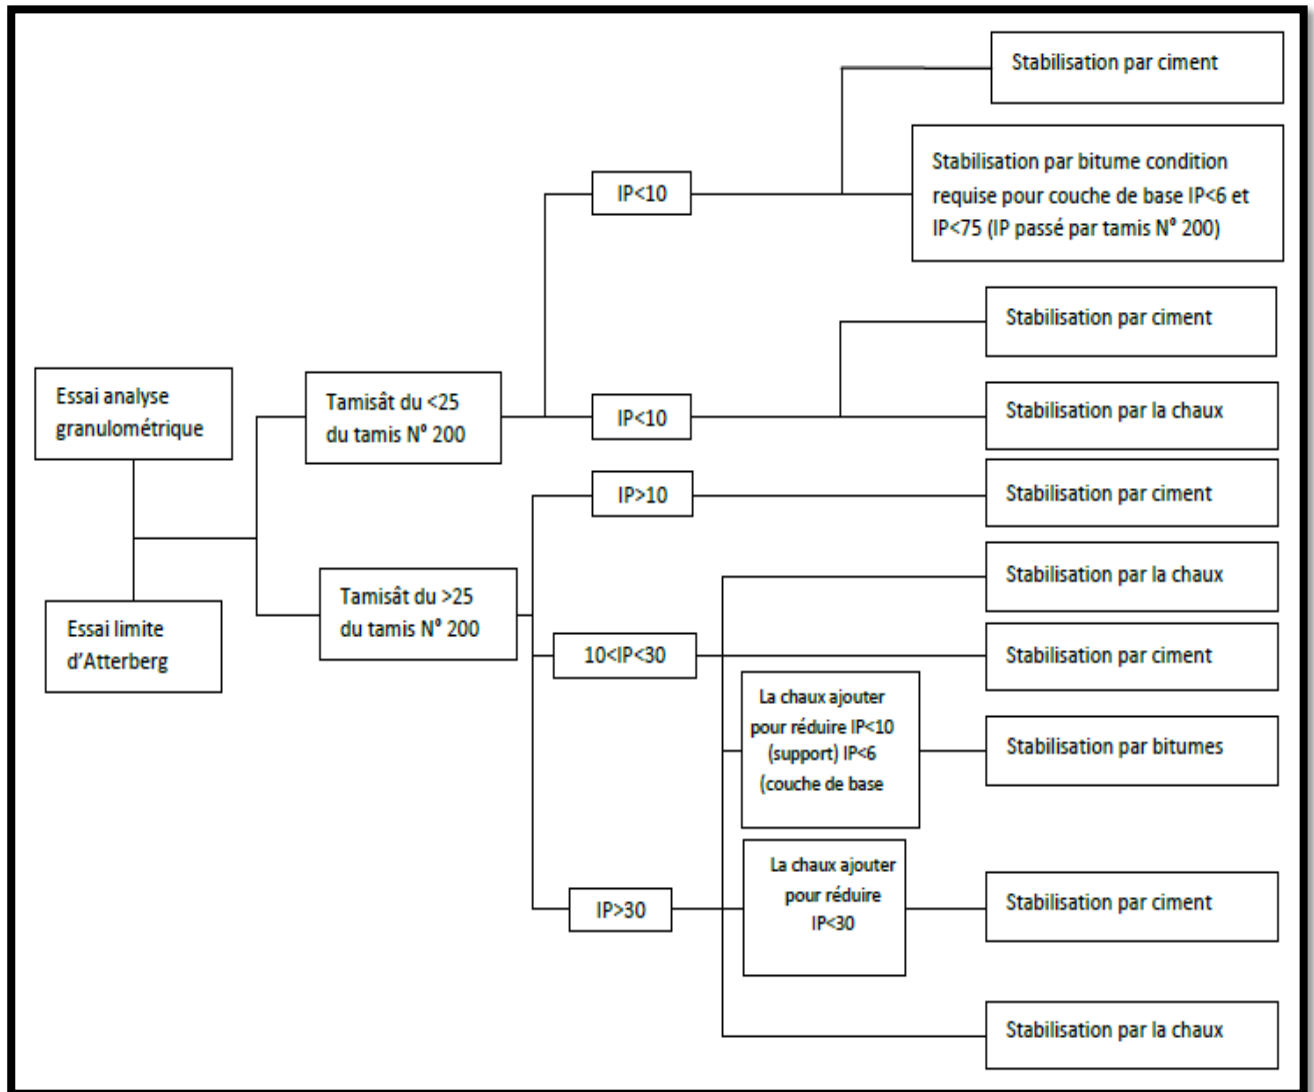 Stabilisation par ciment
Stabilisation par bitume condition
requise pour couche de base IP<6 et
IP<75 (IP passé par tamis N° 200)
IP<10
Stabilisation par ciment
Essai analyse
granulométrique
Tamisât du <25
du tamis N° 200
IP<10
Stabilisation par la chaux
IP>10
Stabilisation par ciment
Stabilisation par la chaux
Tamisât du >25
du tamis N° 200
Essai limite
d'Atterberg
10<IP<30
Stabilisation par ciment
La chaux ajouter
pour réduire IP<10
(support) IP<6
(couche de base
Stabilisation par bitumes
IP>30
La chaux ajouter
pour réduire
IP<30
Stabilisation par ciment
Stabilisation par la chaux